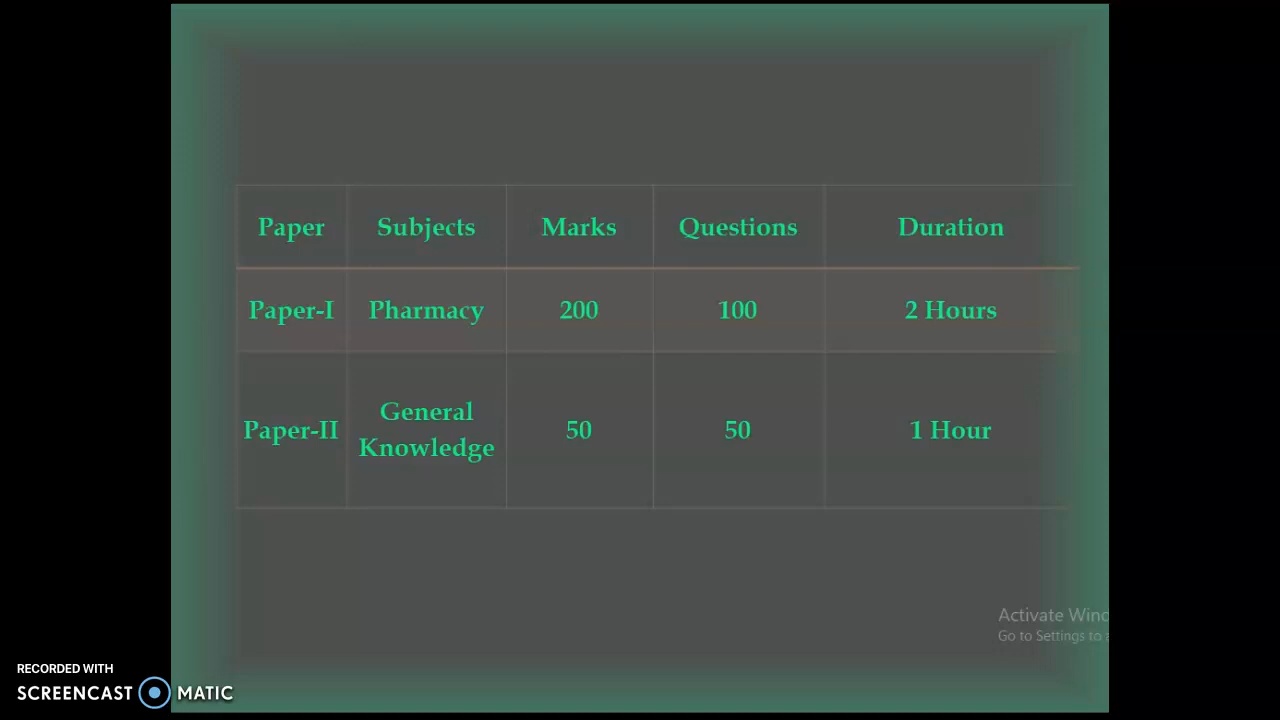 Paper Subjects Marks Questions Duration
Paper-I Pharmacy 200 100 2 Hours
Paper-II General Knowledge 50 50 1 Hour
Activate Wind
Go to Settings to
RECORDED WITH
SCREENCAST MATIC